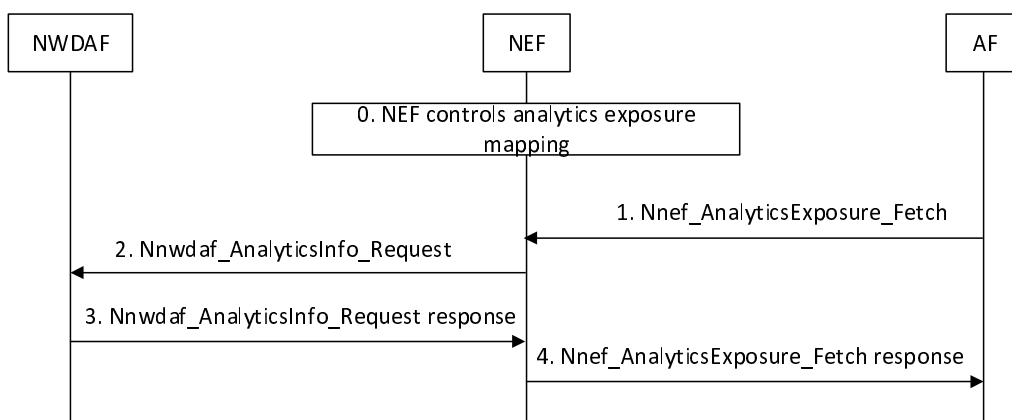 NWDAF
NEF
AF
0. NEF controls analytics exposure
mapping
1. Nnef_AnalyticsExposure_Fetch
2. Nnwdaf_AnalyticsInfo_Request
3. Nnwdaf_AnalyticsInfo_Request response
4. Nnef_AnalyticsExposure_Fetch response